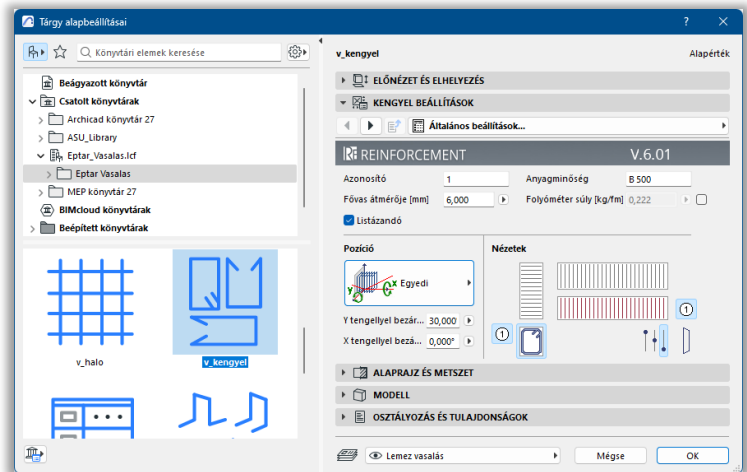 Tárgy alapbeállításai
Könyvtári elemek keresése
Beágyazott könyvtár
Csatolt könyvtárak
Archicad könyvtár 27
ASU_Library
Eptar_Vasalas.lcf
Eptar Vasalas
MEP könyvtár 27
BIMcloud könyvtárak
Beépített könyvtárak
v_halo
v_kengyel
v_kengyel
Alapérték
ELŐNÉZET ÉS ELHELYEZÉS
KENGYEL BEÁLLÍTÁSOK
Általános beállítások...
REINFORCEMENT V.6.01
Azonosító 1 Anyagminőség B 500
Fővas átmérője [mm] 6,000 Folyóméter súly [kg/fm] 0,222
Listázandó
Pozíció
Nézetek
y x Egyedi
Y tengellyel bezár... 30,000°
X tengellyel bezá... 0,000°
1
1
ALAPRAJZ ÉS METSZET
MODELL
OSZTÁLYOZÁS ÉS TULAJDONSÁGOK
Lemez vasalás
Mégse
OK